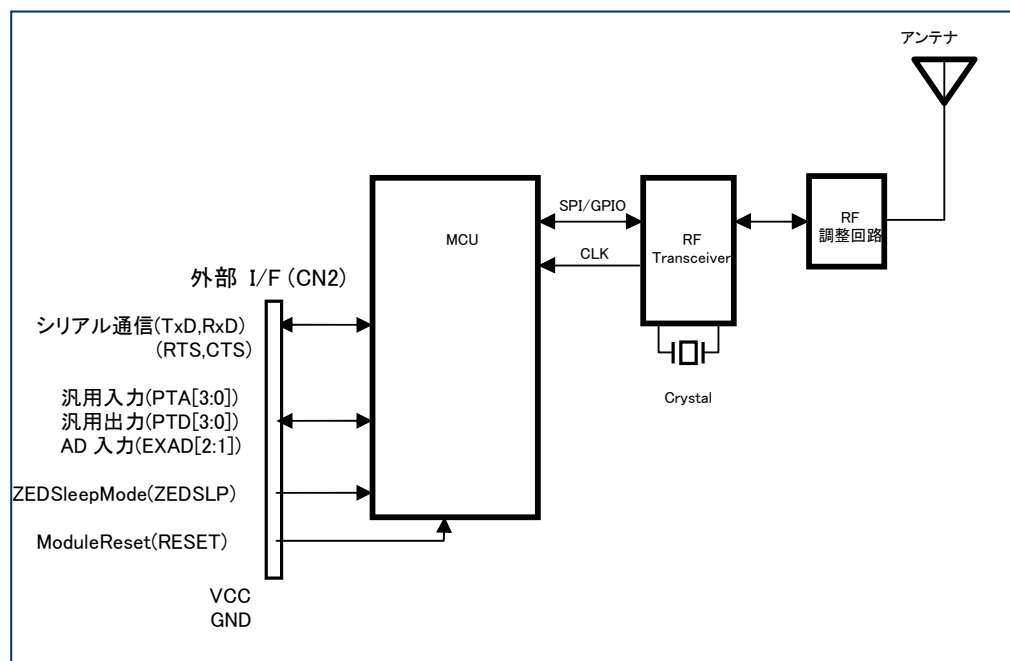 アンテナ
SPI/GPIO
MCU
CLK
RF
Transceiver
RF
調整回路
Crystal
外部 I/F (CN2)
シリアル通信(TxD,RxD)
(RTS,CTS)
汎用入力(PTA[3:0])
汎用出力(PTD[3:0])
AD 入力(EXAD[2:1])
ZEDSleepMode(ZEDSLP)
ModuleReset(RESET)
VCC
GND